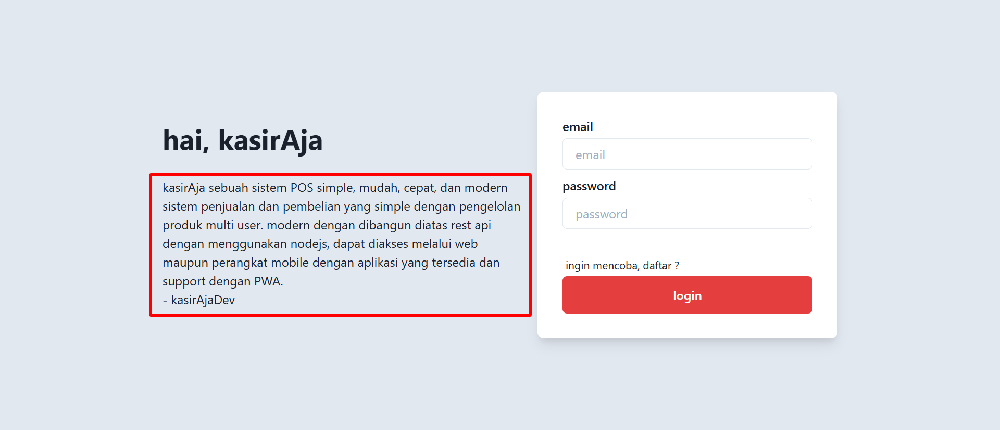 hai, kasirAja
kasirAja sebuah sistem POS simple, mudah, cepat, dan modern
sistem penjualan dan pembelian yang simple dengan pengelolan
produk multi user. modern dengan dibangun diatas rest api
dengan menggunakan nodejs, dapat diakses melalui web
maupun perangkat mobile dengan aplikasi yang tersedia dan
support dengan PWA.
- kasirAjaDev
email
email
password
password
ingin mencoba, daftar ?
login